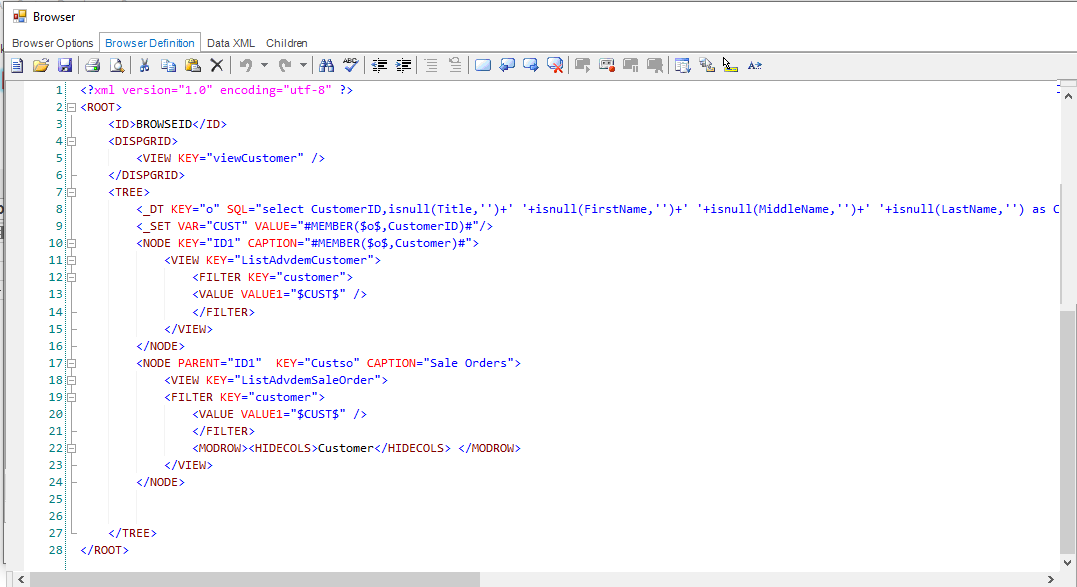 Browser
Browser Options Browser Definition Data XML Children
1 <?xml version="1.0" encoding="utf-8" ?>
2 <ROOT>
3 <ID>BROWSEID</ID>
4 <DISPGRID>
5 <VIEW KEY="viewCustomer" />
6 </DISPGRID>
7 <TREE>
8 <_DT KEY="o" SQL="select CustomerID,isnull(Title,'')+' '+isnull(FirstName,'')+' '+isnull(MiddleName,'')+' '+isnull(LastName,'') as C
9 <_SET VAR="CUST" VALUE="#MEMBER($o$,CustomerID)#"/>
10 <NODE KEY="ID1" CAPTION="#MEMBER($o$,Customer)#">
11 <VIEW KEY="ListAdvdemCustomer">
12 <FILTER KEY="customer">
13 <VALUE VALUE1="$CUST$" />
14 </FILTER>
15 </VIEW>
16 </NODE>
17 <NODE PARENT="ID1"  KEY="Custso" CAPTION="Sale Orders">
18 <VIEW KEY="ListAdvdemSaleOrder">
19 <FILTER KEY="customer">
20 <VALUE VALUE1="$CUST$" />
21 </FILTER>
22 <MODROW><HIDECOLS>Customer</HIDECOLS> </MODROW>
23 </VIEW>
24 </NODE>
25
26
27 </TREE>
28 </ROOT>